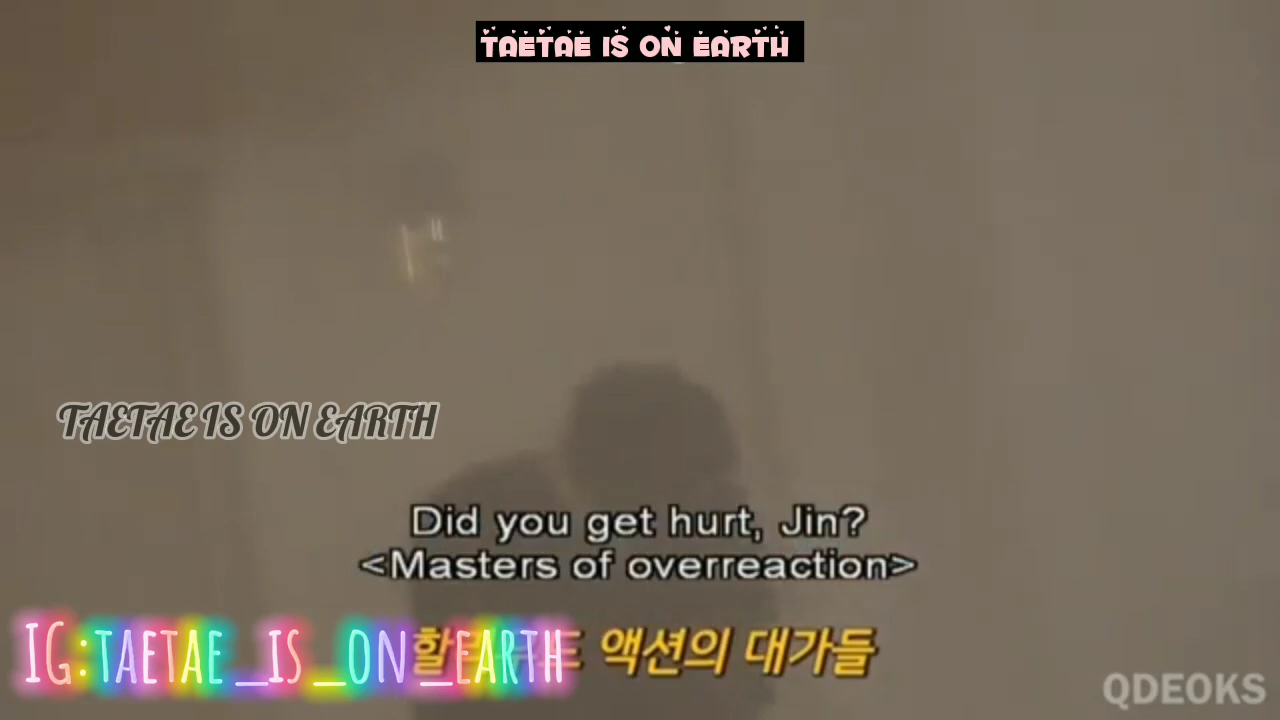 TAETAE IS ON EARTH
TAETAE IS ON EARTH
Did you get hurt, Jin?
<Masters of overreaction>
IG:TAETAE_IS_ON_EARTH
액션의 대가들
QDEOKS